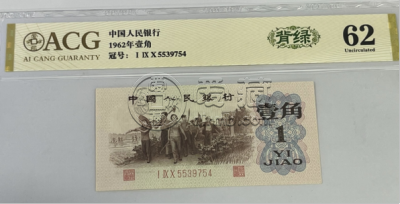 ACG
AI CANG GUARANTY
中国人民银行
1962年壹角
冠号: I IX X 5539754
背绿
62
Uncirculated
中国人民银行
壹角
1
YI
JIAO
I IX X 5539754